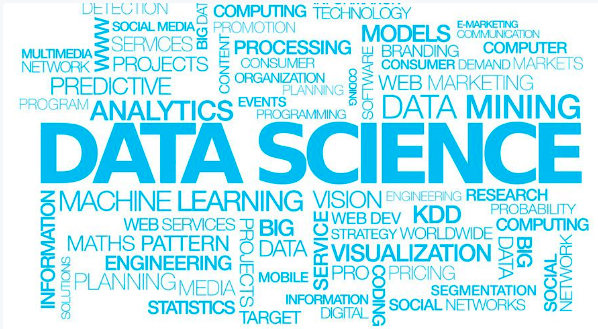 DETECTION
COMPUTING
TECHNOLOGY
WWW
SOCIAL MEDIA
BIG DAT
PROMOTION
MODELS
E-MARKETING
COMMUNICATION
SERVICES
MULTIMEDIA
NETWORK
PROJECTS
CONTENT
PROCESSING
CONSUMER
ORGANIZATION
PLANNING
CODING
SOFTWARE
BRANDING
COMPUTER
CONSUMER DEMAND MARKETS
PREDICTIVE
WEB MARKETING
PROGRAM
ANALYTICS
EVENTS
PROGRAMMING
DATA MINING
DATA SCIENCE
INFORMATION
MACHINE LEARNING
VISION
ENGINEERING
RESEARCH
PROBABILITY
WEB SERVICES
PROJECTS
BIG
DATA
SERVICE
WEB DEV
KDD
COMPUTING
STRATEGY WORLDWIDE
MATHS PATTERN
VISUALIZATION
BIG
DATA
SOCIAL
NETWORK
SOLUTIONS
ENGINEERING
PLANNING
MEDIA
MOBILE
PRO
CODING
PRICING
SEGMENTATION
STATISTICS
INFORMATION
SOCIAL NETWORKS
TARGET
DIGITAL